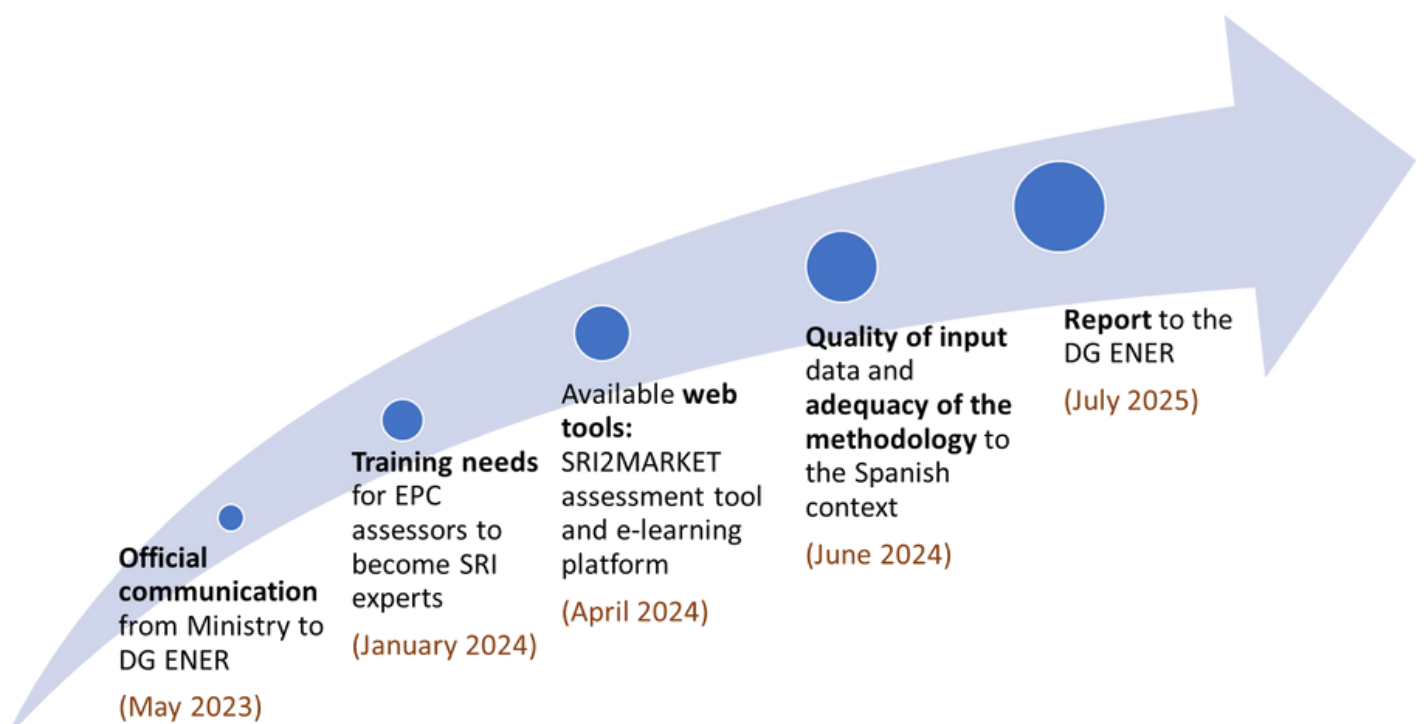 Official
communication
from Ministry to
DG ENER
(May 2023)
Training needs
for EPC
assessors to
become SRI
experts
(January 2024)
Available web
tools:
SRI2MARKET
assessment tool
and e-learning
platform
(April 2024)
Quality of input
data and
adequacy of the
methodology to
the Spanish
context
(June 2024)
Report to the
DG ENER
(July 2025)